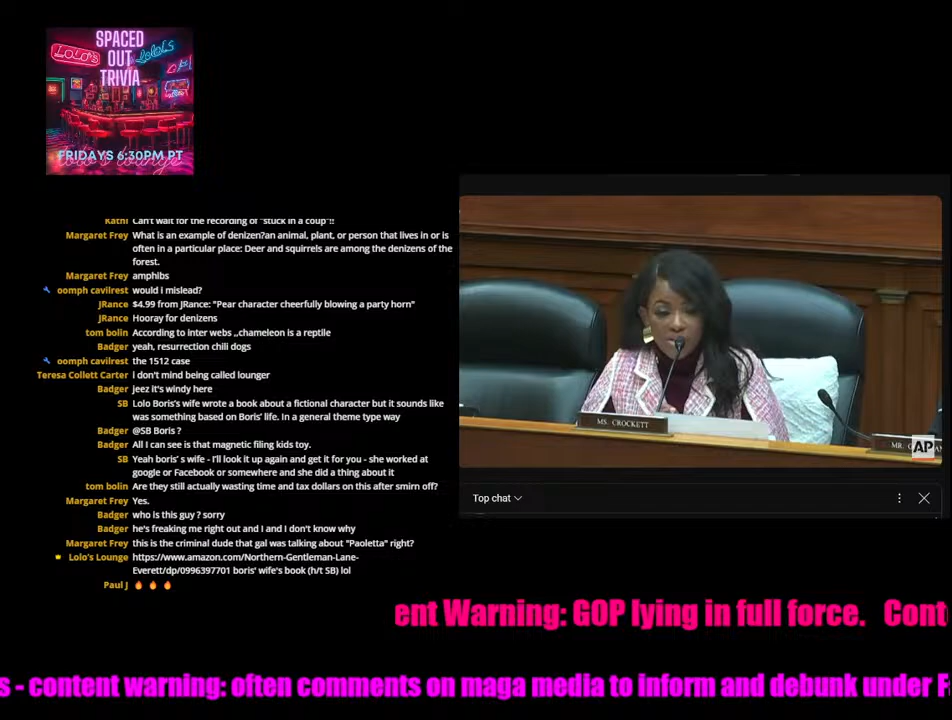 SPACED
OUT
TRIVIA
LOLO'S
FRIDAYS 6:30PM PT
lolo's lounge
Kathi Can't wait for the recording of "stuck in a coup"!!
Margaret Frey What is an example of denizen?an animal, plant, or person that lives in or is
often in a particular place: Deer and squirrels are among the denizens of the
forest.
Margaret Frey amphibs
oomph cavilrest would i mislead?
JRance $4.99 from JRance: "Pear character cheerfully blowing a party horn"
JRance Hooray for denizens
tom bolin According to inter webs ,,chameleon is a reptile
Badger yeah, resurrection chili dogs
oomph cavilrest the 1512 case
Teresa Collett Carter i don't mind being called lounger
Badger jeez it's windy here
SB Lolo Boris's wife wrote a book about a fictional character but it sounds like
was something based on Boris' life. In a general theme type way
Badger @SB Boris ?
Badger All I can see is that magnetic filing kids toy.
SB Yeah boris' s wife - I'll look it up again and get it for you - she worked at
google or Facebook or somewhere and she did a thing about it
tom bolin Are they still actually wasting time and tax dollars on this after smirn off?
Margaret Frey Yes.
Badger who is this guy ? sorry
Badger he's freaking me right out and I and I don't know why
Margaret Frey this is the criminal dude that gal was talking about "Paoletta" right?
Lolo's Lounge https://www.amazon.com/Northern-Gentleman-Lane-
Everett/dp/0996397701 boris' wife's book (h/t SB) lol
Paul J
MS. CROCKETT
MR.
AP
Top chat
ent Warning: GOP lying in full force. Cont
s - content warning: often comments on maga media to inform and debunk under F